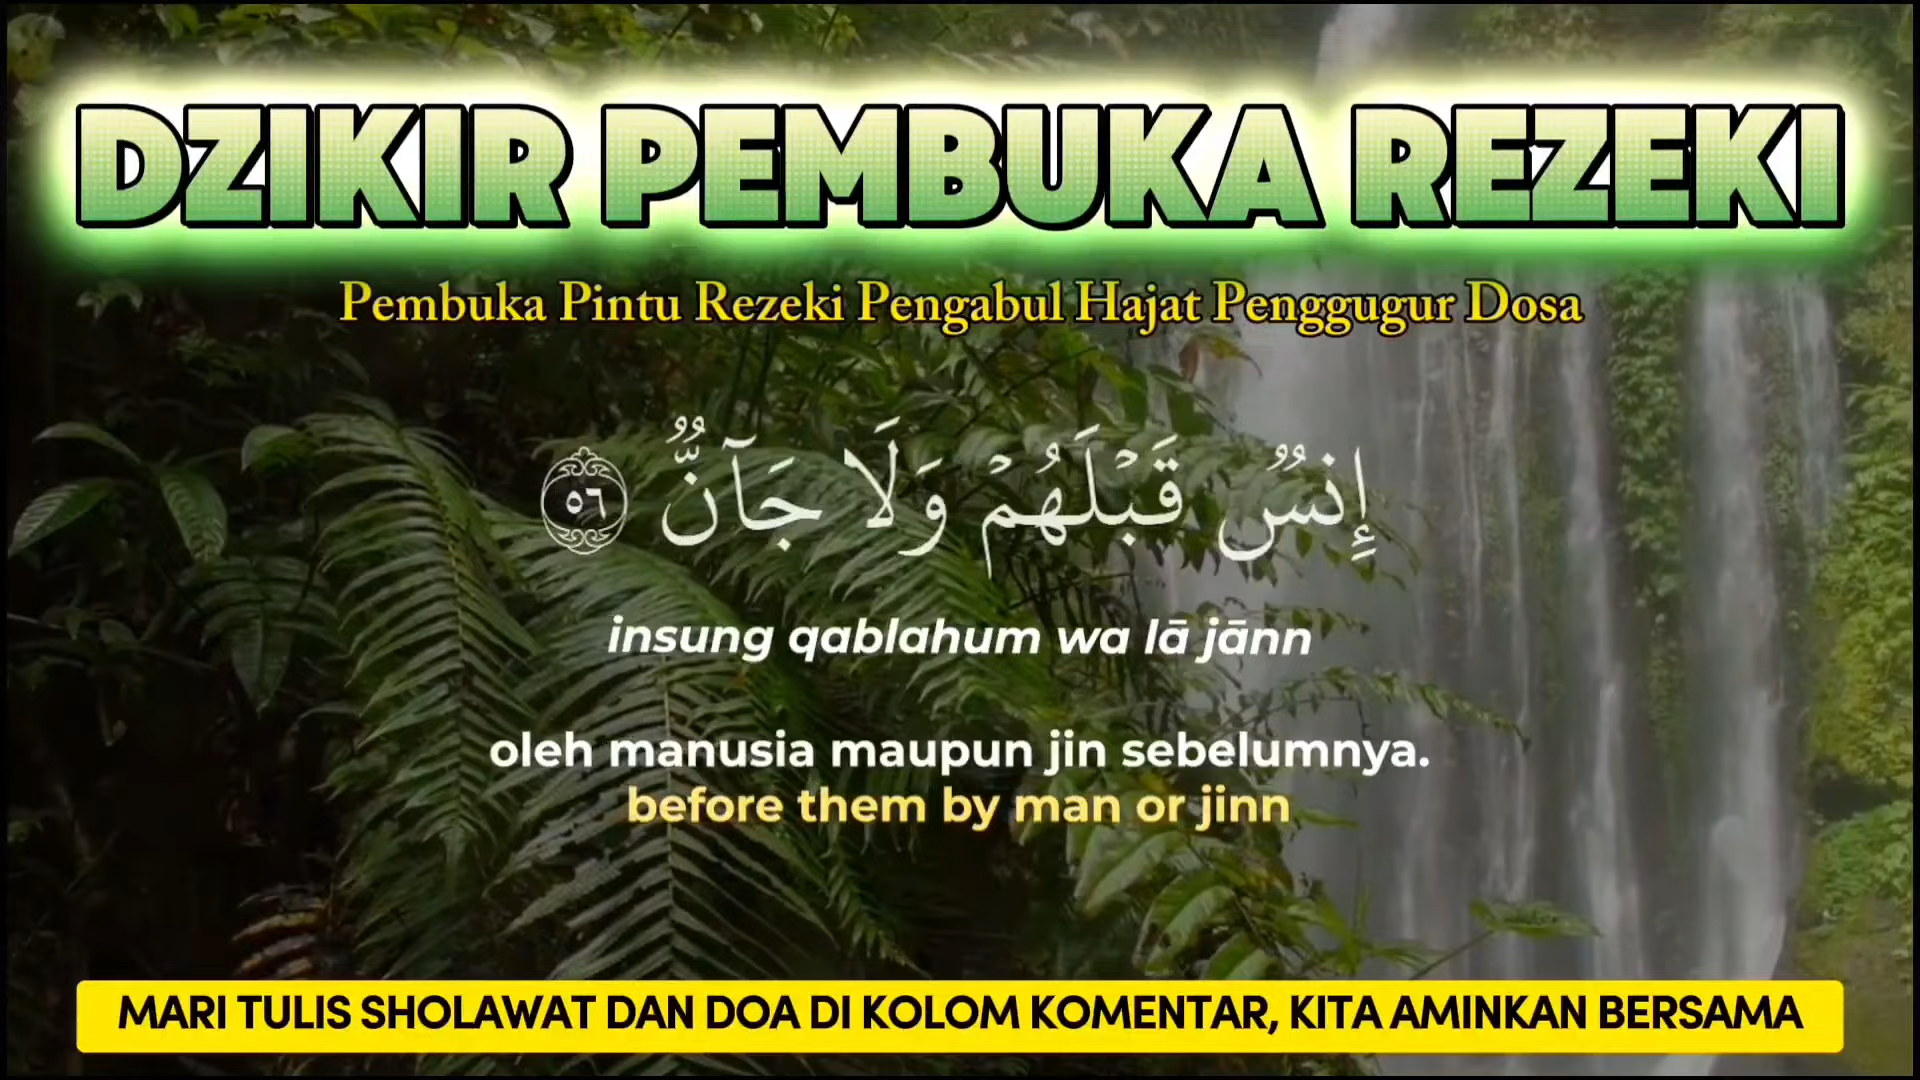 DZIKIR PEMBUKA REZEKI
Pembuka Pintu Rezeki Pengabul Hajat Penggugur Dosa
إِنسٌ قَبْلَهُمْ وَلَا جَآنٌّ ٥٦
insung qablahum wa lā jānn
oleh manusia maupun jin sebelumnya.
before them by man or jinn
MARI TULIS SHOLAWAT DAN DOA DI KOLOM KOMENTAR, KITA AMINKAN BERSAMA